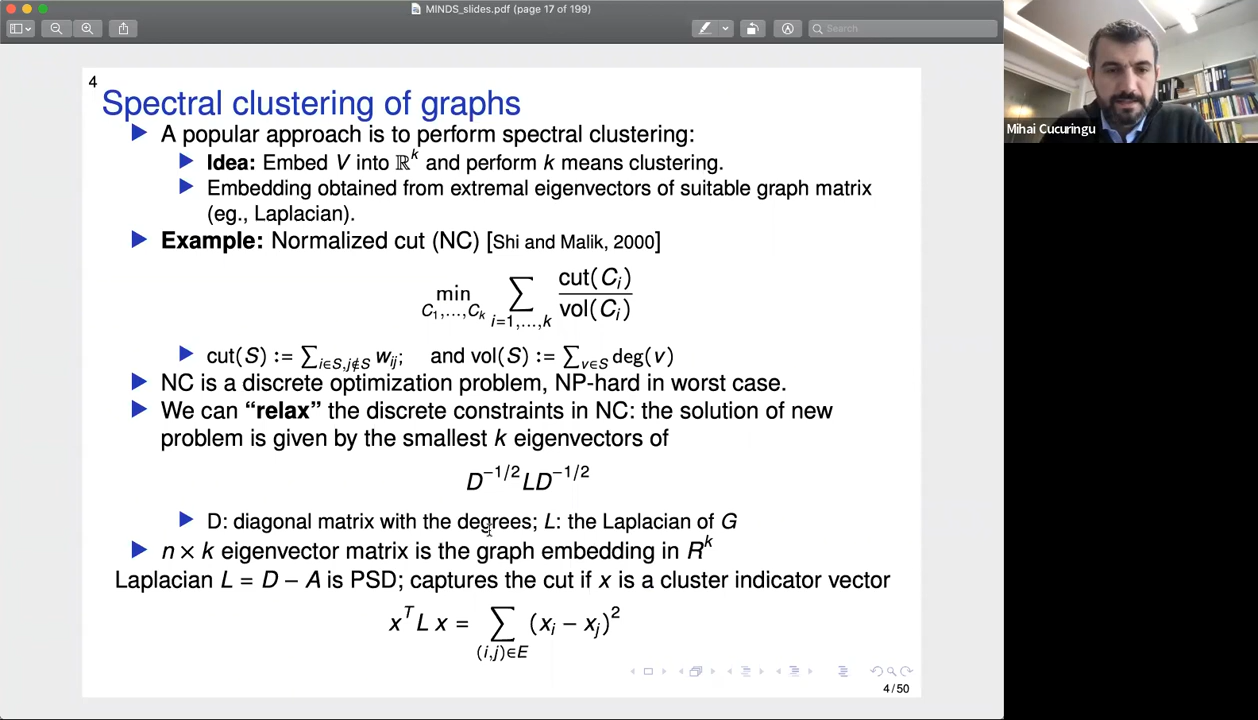 MINDS_slides.pdf (page 17 of 199)
Search
Mihai Cucuringu
4
Spectral clustering of graphs
▶ A popular approach is to perform spectral clustering:
▶ Idea: Embed V into ℝ^k and perform k means clustering.
▶ Embedding obtained from extremal eigenvectors of suitable graph matrix
(eg., Laplacian).
▶ Example: Normalized cut (NC) [Shi and Malik, 2000]
min_{C_1,...,C_k} ∑_{i=1,...,k} cut(C_i) / vol(C_i)
▶ cut(S) := ∑_{i∈S,j∉S} w_{ij}; and vol(S) := ∑_{v∈S} deg(v)
▶ NC is a discrete optimization problem, NP-hard in worst case.
▶ We can “relax” the discrete constraints in NC: the solution of new
problem is given by the smallest k eigenvectors of
D^{−1/2} L D^{−1/2}
▶ D: diagonal matrix with the degrees; L: the Laplacian of G
▶ n × k eigenvector matrix is the graph embedding in R^k
Laplacian L = D − A is PSD; captures the cut if x is a cluster indicator vector
x^T L x = ∑_{(i,j)∈E} (x_i − x_j)^2
4/50